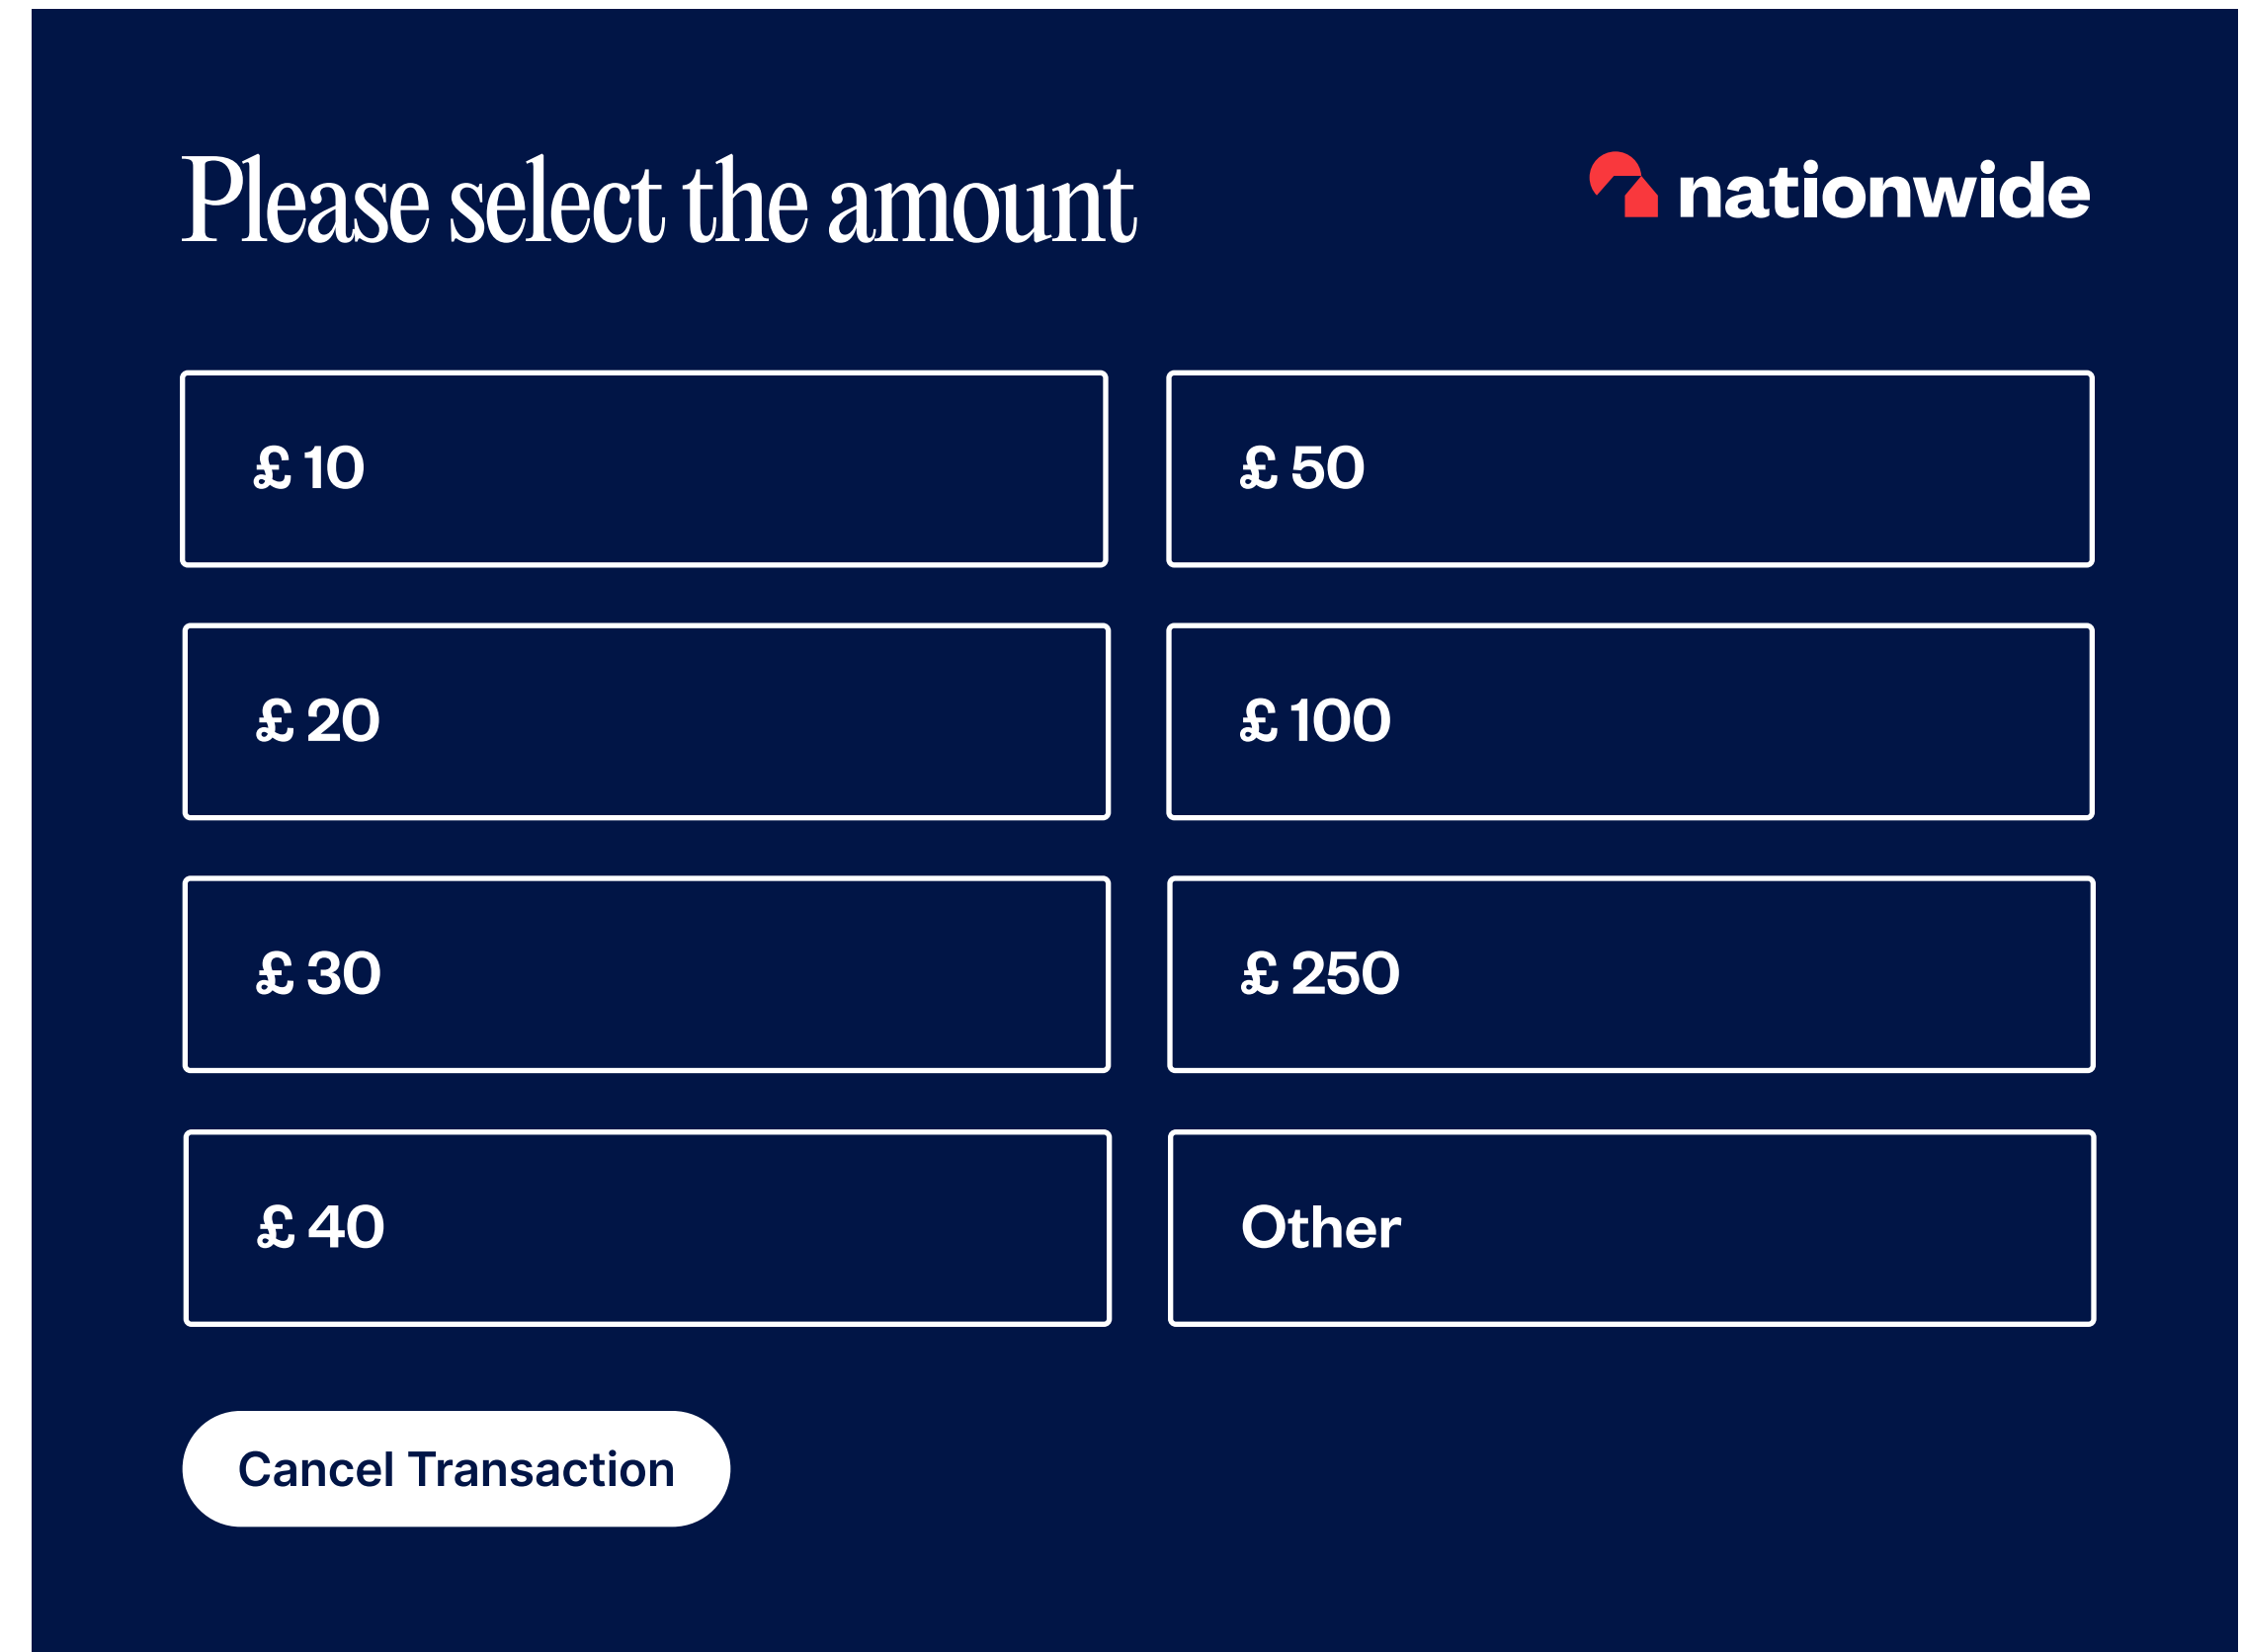 Please select the amount
nationwide
£ 10
£ 50
£ 20
£ 100
£ 30
£ 250
£ 40
Other
Cancel Transaction